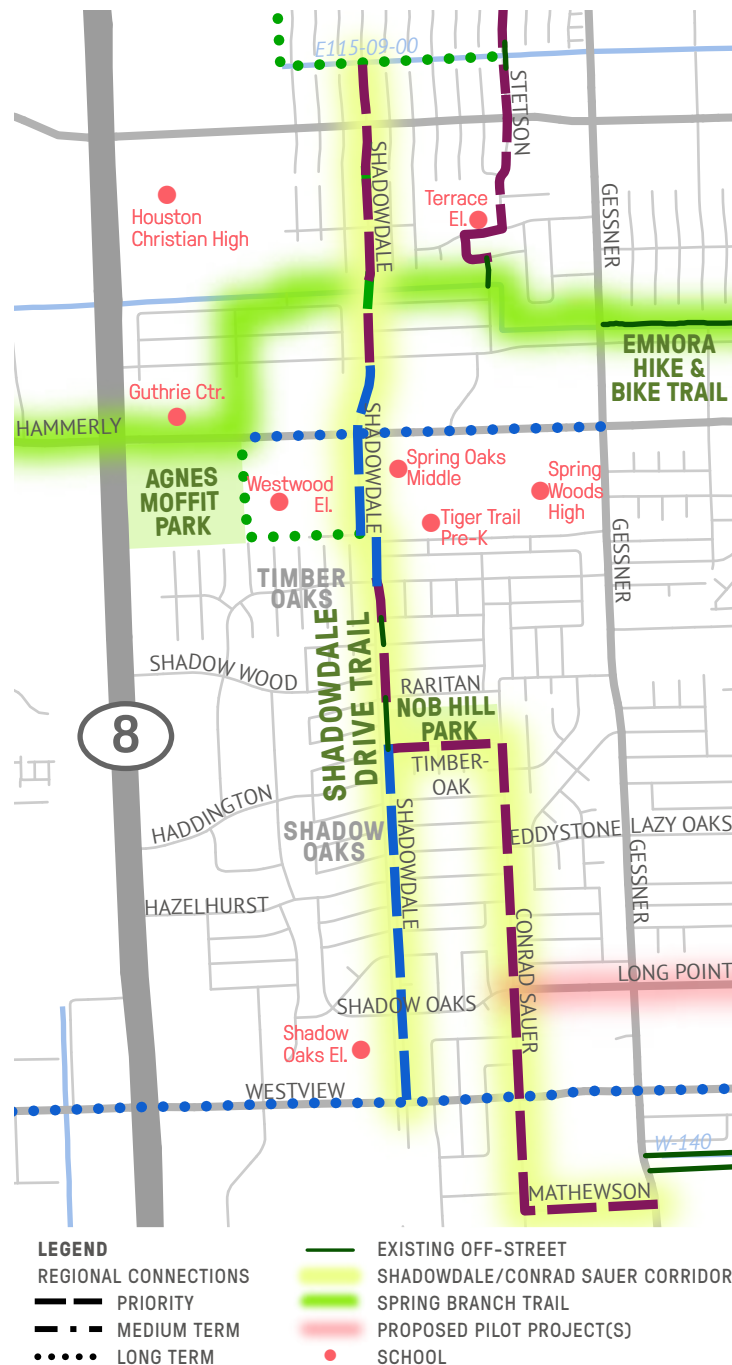 E115-09-00
STETSON
SHADOWDALE
GESSNER
Terrace
El.
Houston
Christian High
EMNORA
HIKE &
BIKE TRAIL
Guthrie Ctr.
HAMMERLY
SHADOWDALE
AGNES
MOFFIT
PARK
Westwood
El.
Spring Oaks
Middle
Spring
Woods
High
Tiger Trail
Pre-K
GESSNER
TIMBER
OAKS
SHADOWDALE
DRIVE TRAIL
SHADOW WOOD
RARITAN
NOB HILL
PARK
8
TIMBER-
OAK
HADDINGTON
SHADOW
OAKS
SHADOWDALE
EDDYSTONE
LAZY OAKS
GESSNER
HAZELHURST
CONRAD SAUER
LONG POINT
SHADOW OAKS
Shadow
Oaks El.
WESTVIEW
W-140
MATHEWSON
LEGEND
REGIONAL CONNECTIONS
PRIORITY
MEDIUM TERM
LONG TERM
EXISTING OFF-STREET
SHADOWDALE/CONRAD SAUER CORRIDOR
SPRING BRANCH TRAIL
PROPOSED PILOT PROJECT(S)
SCHOOL